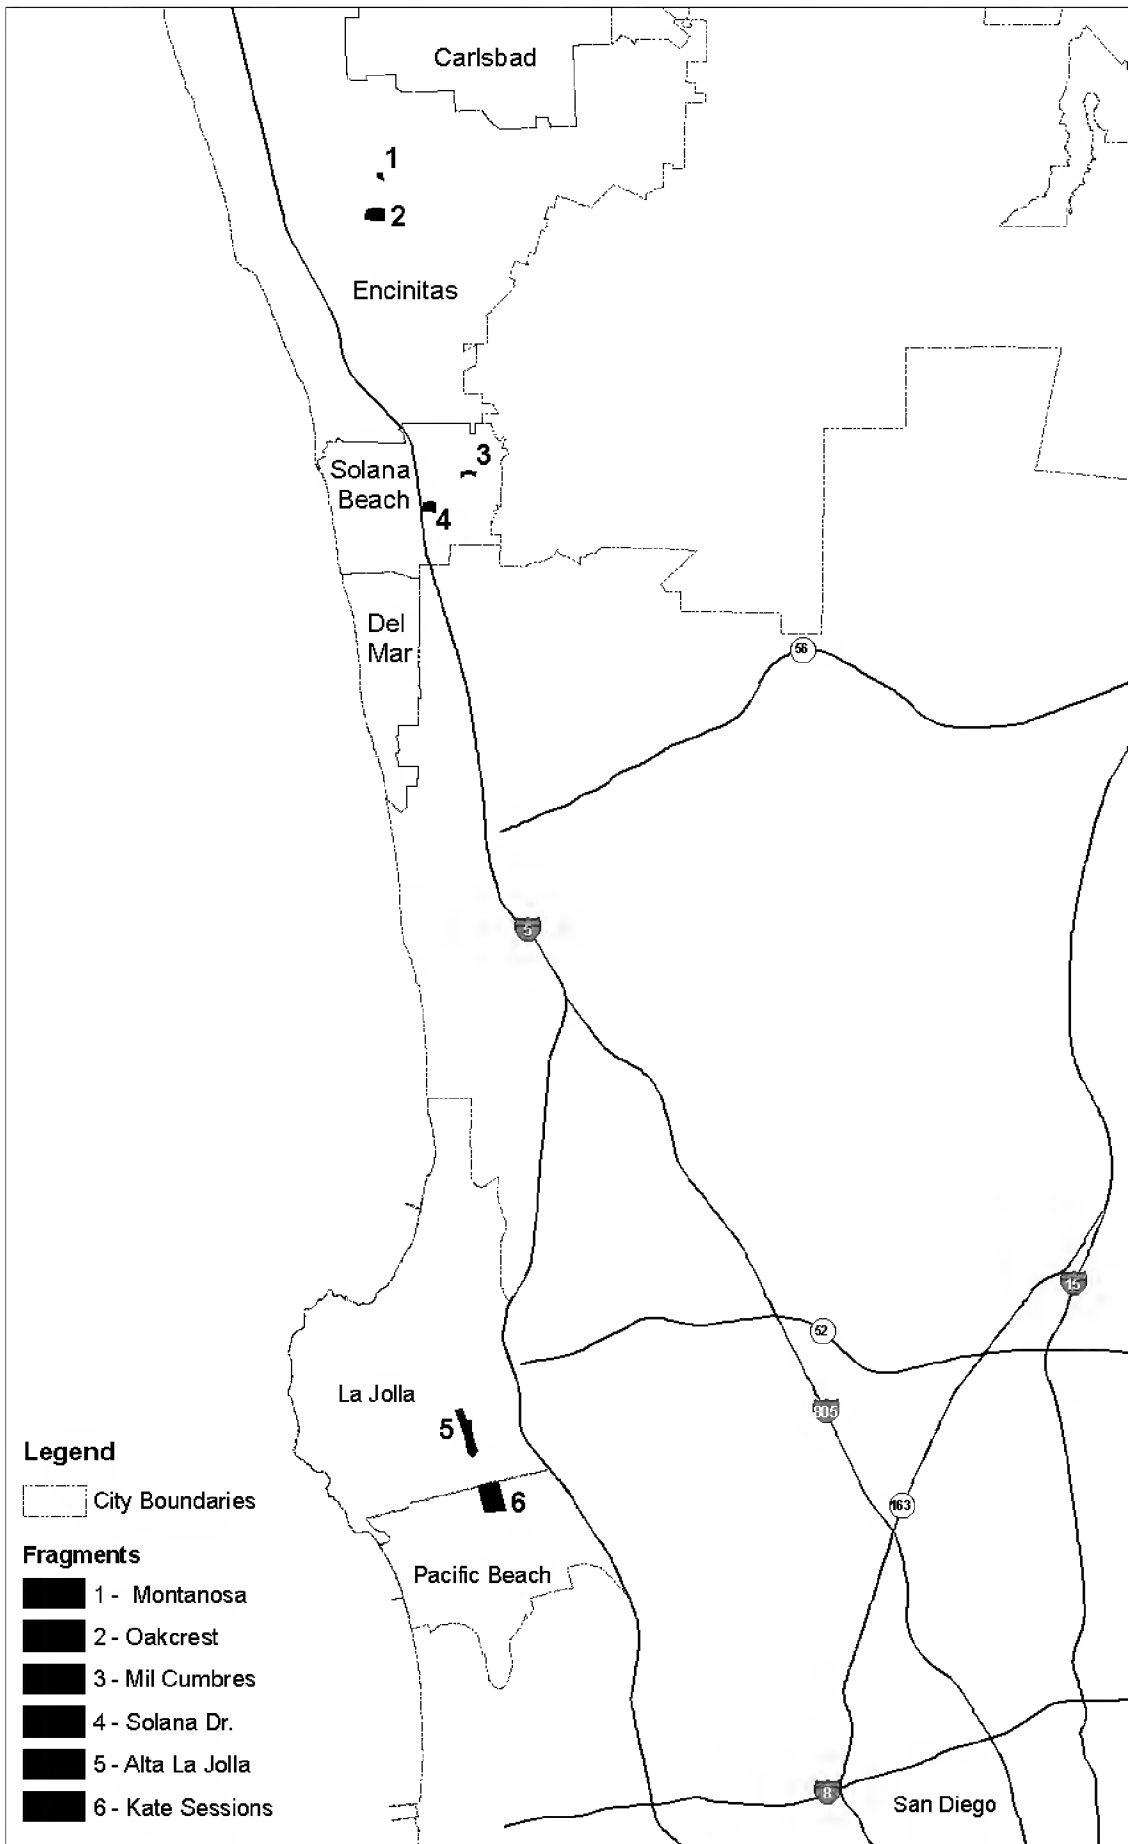 Carlsbad
1
2
Encinitas
3
Solana
Beach
4
Del
Mar
56
5
15
52
La Jolla
805
5
Legend
City Boundaries
6
163
Fragments
Pacific Beach
1 - Montanosa
2 - Oakcrest
3 - Mil Cumbres
4 - Solana Dr.
5 - Alta La Jolla
8
San Diego
6 - Kate Sessions